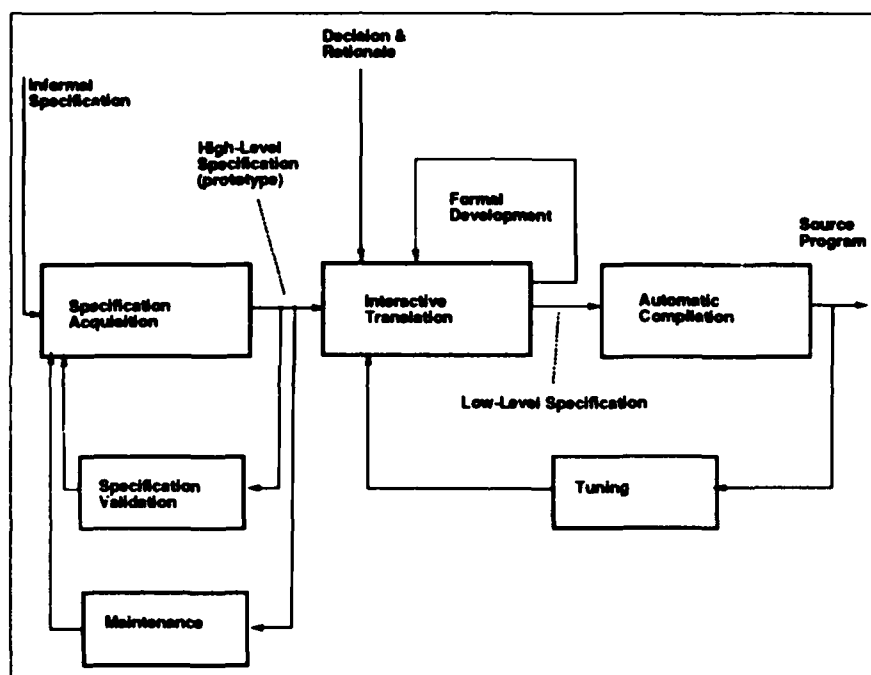 Decision &
Rationale
Informal
Specification
High-Level
Specification
(prototype)
Formal
Development
Source
Program
Specification
Acquisition
Interactive
Translation
Automatic
Compilation
Low-Level Specification
Specification
Validation
Tuning
Maintenance